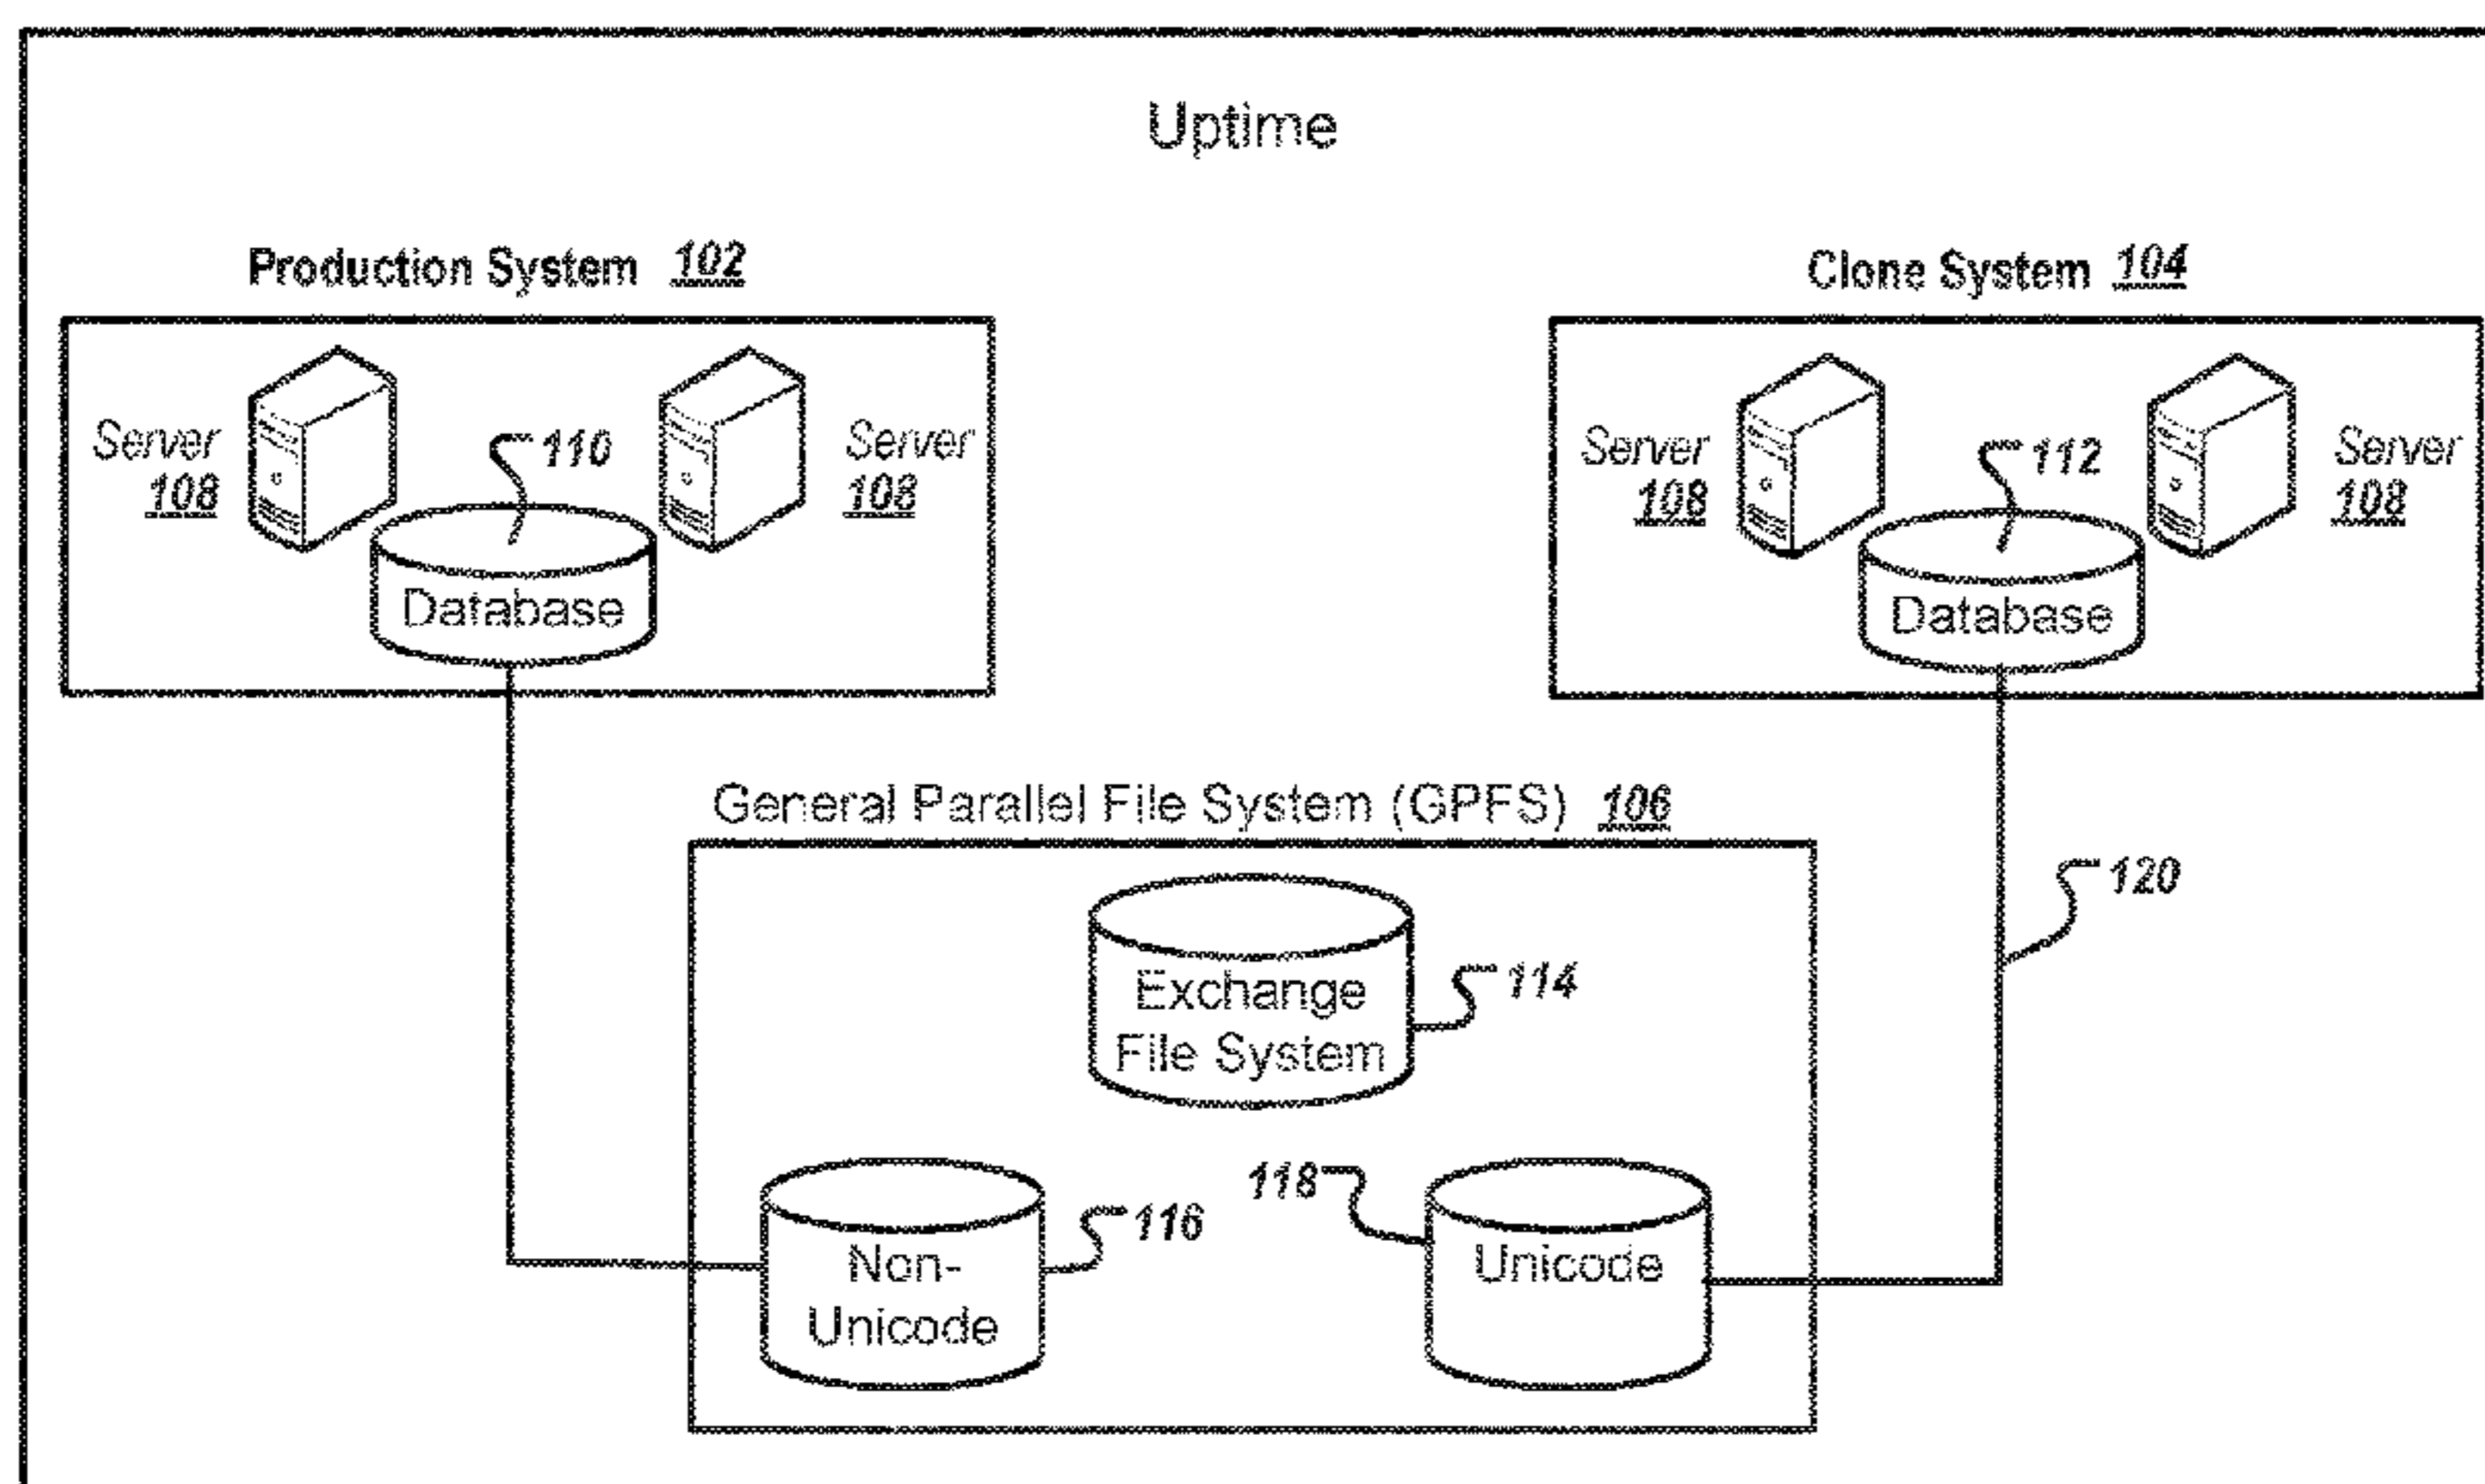 Uptime
Production System 102
Clone System 104
Server
108
110
Server
108
Database
Server
108
112
Server
108
Database
General Parallel File System (GPFS) 106
120
Exchange
File System
114
Non-
Unicode
116
118
Unicode